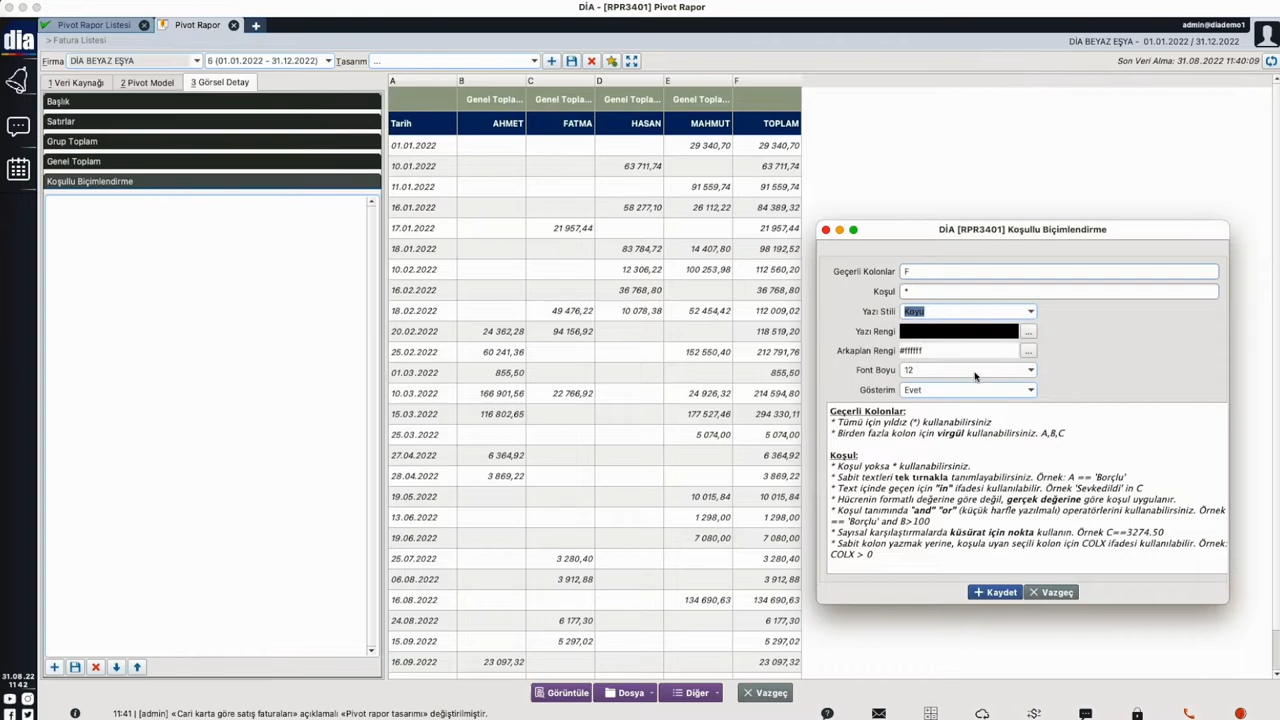 DİA - [RPR3401] Pivot Rapor
dia
Pivot Rapor Listesi
Pivot Rapor
admin@diademo1
> Fatura Listesi
DİA BEYAZ EŞYA - 01.01.2022 / 31.12.2022
Firma DİA BEYAZ EŞYA 6 (01.01.2022 - 31.12.2022) Tasarım ...
Son Veri Alma: 31.08.2022 11:40:09
1 Veri Kaynağı 2 Pivot Model 3 Görsel Detay
Başlık
Satırlar
Grup Toplam
Genel Toplam
Koşullu Biçimlendirme
A B C D E F
Genel Topla... Genel Topla... Genel Topla... Genel Topla...
Tarih AHMET FATMA HASAN MAHMUT TOPLAM
01.01.2022 29 340,70 29 340,70
10.01.2022 63 711,74 63 711,74
11.01.2022 91 559,74 91 559,74
16.01.2022 58 277,10 26 112,22 84 389,32
17.01.2022 21 957,44 21 957,44
18.01.2022 83 784,72 14 407,80 98 192,52
10.02.2022 12 306,22 100 253,98 112 560,20
16.02.2022 36 768,80 36 768,80
18.02.2022 49 476,22 10 078,38 52 454,42 112 009,02
20.02.2022 24 362,28 94 156,92 118 519,20
25.02.2022 60 241,36 152 550,40 212 791,76
01.03.2022 855,50 855,50
10.03.2022 166 901,56 22 766,92 24 926,32 214 594,80
15.03.2022 116 802,65 177 527,46 294 330,11
25.03.2022 5 074,00 5 074,00
27.04.2022 6 364,92 6 364,92
28.04.2022 3 869,22 3 869,22
19.05.2022 10 015,84 10 015,84
13.06.2022 1 298,00 1 298,00
19.06.2022 7 080,00 7 080,00
25.07.2022 3 280,40 3 280,40
06.08.2022 3 912,88 3 912,88
16.08.2022 134 690,63 134 690,63
24.08.2022 6 177,30 6 177,30
15.09.2022 5 297,02 5 297,02
16.09.2022 23 097,32 23 097,32
DİA [RPR3401] Koşullu Biçimlendirme
Geçerli Kolonlar F
Koşul *
Yazı Stili Koyu
Yazı Rengi ...
Arkaplan Rengi #ffffff ...
Font Boyu 12
Gösterim Evet
Geçerli Kolonlar:
* Tümü için yıldız (*) kullanabilirsiniz
* Birden fazla kolon için virgül kullanabilirsiniz. A,B,C
Koşul:
* Koşul yoksa * kullanabilirsiniz.
* Sabit textleri tek tırnakla tanımlayabilirsiniz. Örnek: A == 'Borçlu'
* Text içinde geçen için "in" ifadesi kullanılabilir. Örnek 'Sevkedildi' in C
* Hücrenin formatlı değerine göre değil, gerçek değerine göre koşul uygulanır.
* Koşul tanımında "and" "or" (küçük harfle yazılmalı) operatörlerini kullanabilirsiniz. Örnek
== 'Borçlu' and B>100
* Sayısal karşılaştırmalarda küsürat için nokta kullanın. Örnek C==3274.50
* Sabit kolon yazmak yerine, koşula uyan seçili kolon için COLX ifadesi kullanılabilir. Örnek:
COLX > 0
Kaydet Vazgeç
Görüntüle Dosya Diğer Vazgeç
31.08.22
11 42
11:41 | [admin] «Cari karta göre satış faturaları» açıklamalı «Pivot rapor tasarımı» değiştirilmiştir.